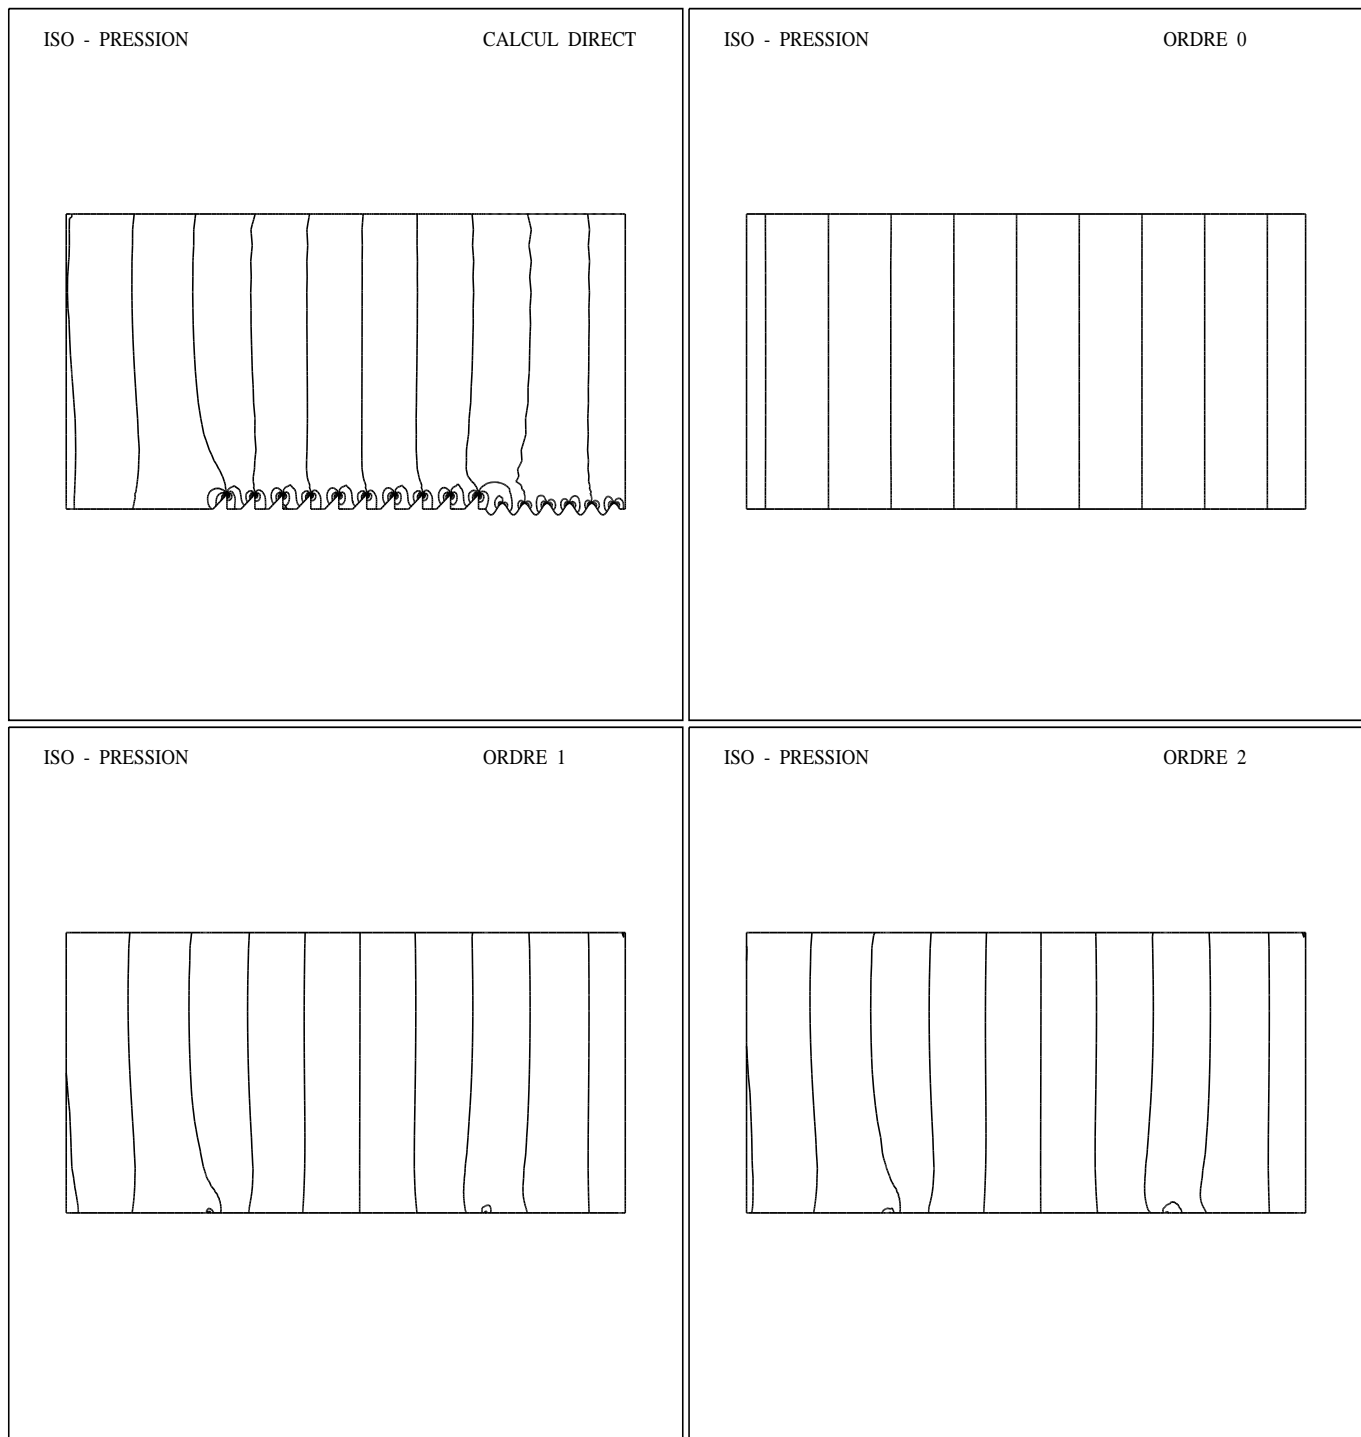 ISO - PRESSION CALCUL DIRECT
ISO - PRESSION ORDRE 0
ISO - PRESSION ORDRE 1
ISO - PRESSION ORDRE 2